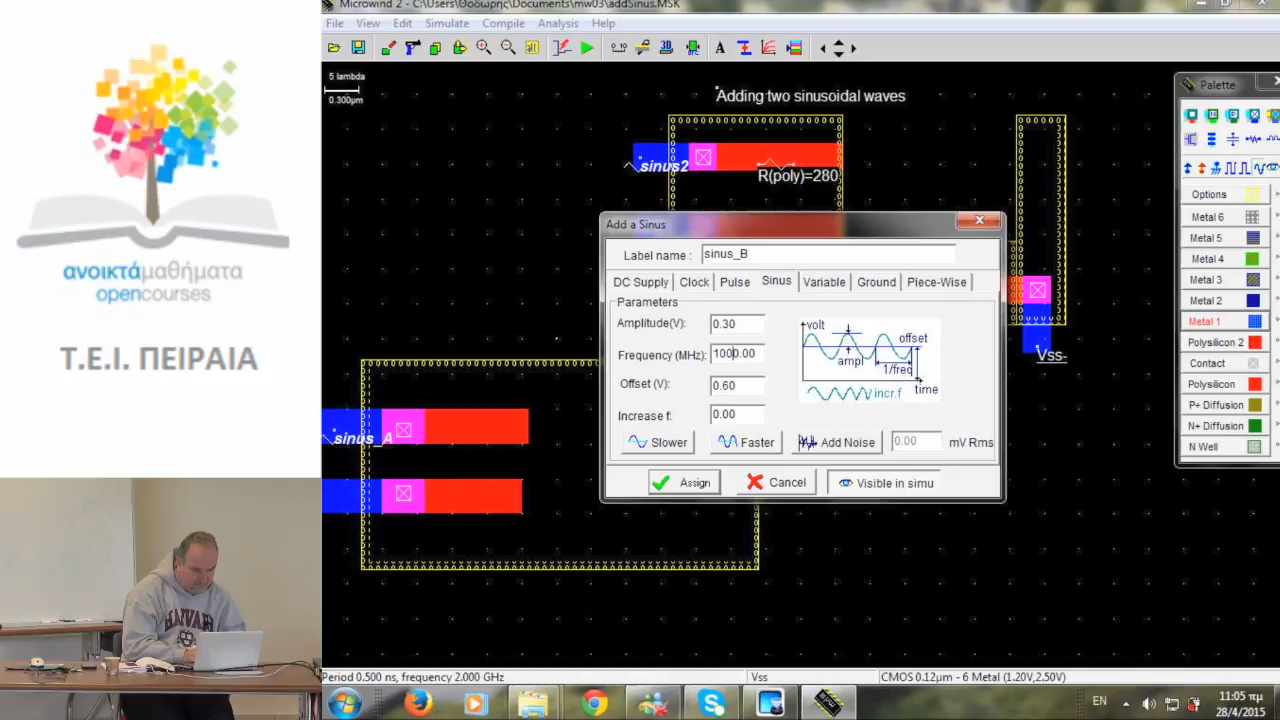 Microwind 2 - C:\Users\Θοδωρής\Documents\mw03\addSinus.MSK
File View Edit Simulate Compile Analysis Help
5 lambda
0.300µm
Adding two sinusoidal waves
sinus2
R(poly)=280
Palette
Options
Metal 6
Metal 5
Metal 4
Metal 3
Metal 2
Metal 1
Polysilicon 2
Contact
Polysilicon
P+ Diffusion
N+ Diffusion
N Well
Add a Sinus
Label name : sinus_B
DC Supply Clock Pulse Sinus Variable Ground Piece-Wise
Parameters
Amplitude(V): 0.30
Frequency (MHz): 1000.00
Offset (V): 0.60
Increase f: 0.00
volt
offset
ampl
1/freq
time
incr.f
Slower Faster Add Noise 0.00 mV Rms
Assign Cancel Visible in simu
Vss-
sinus_A
ανοικτάμαθήματα
opencourses
Τ.Ε.Ι. ΠΕΙΡΑΙΑ
HARVARD
Period 0.500 ns, frequency 2.000 GHz Vss CMOS 0.12µm - 6 Metal (1.20V,2.50V)
EN
11:05 πμ
28/4/2015